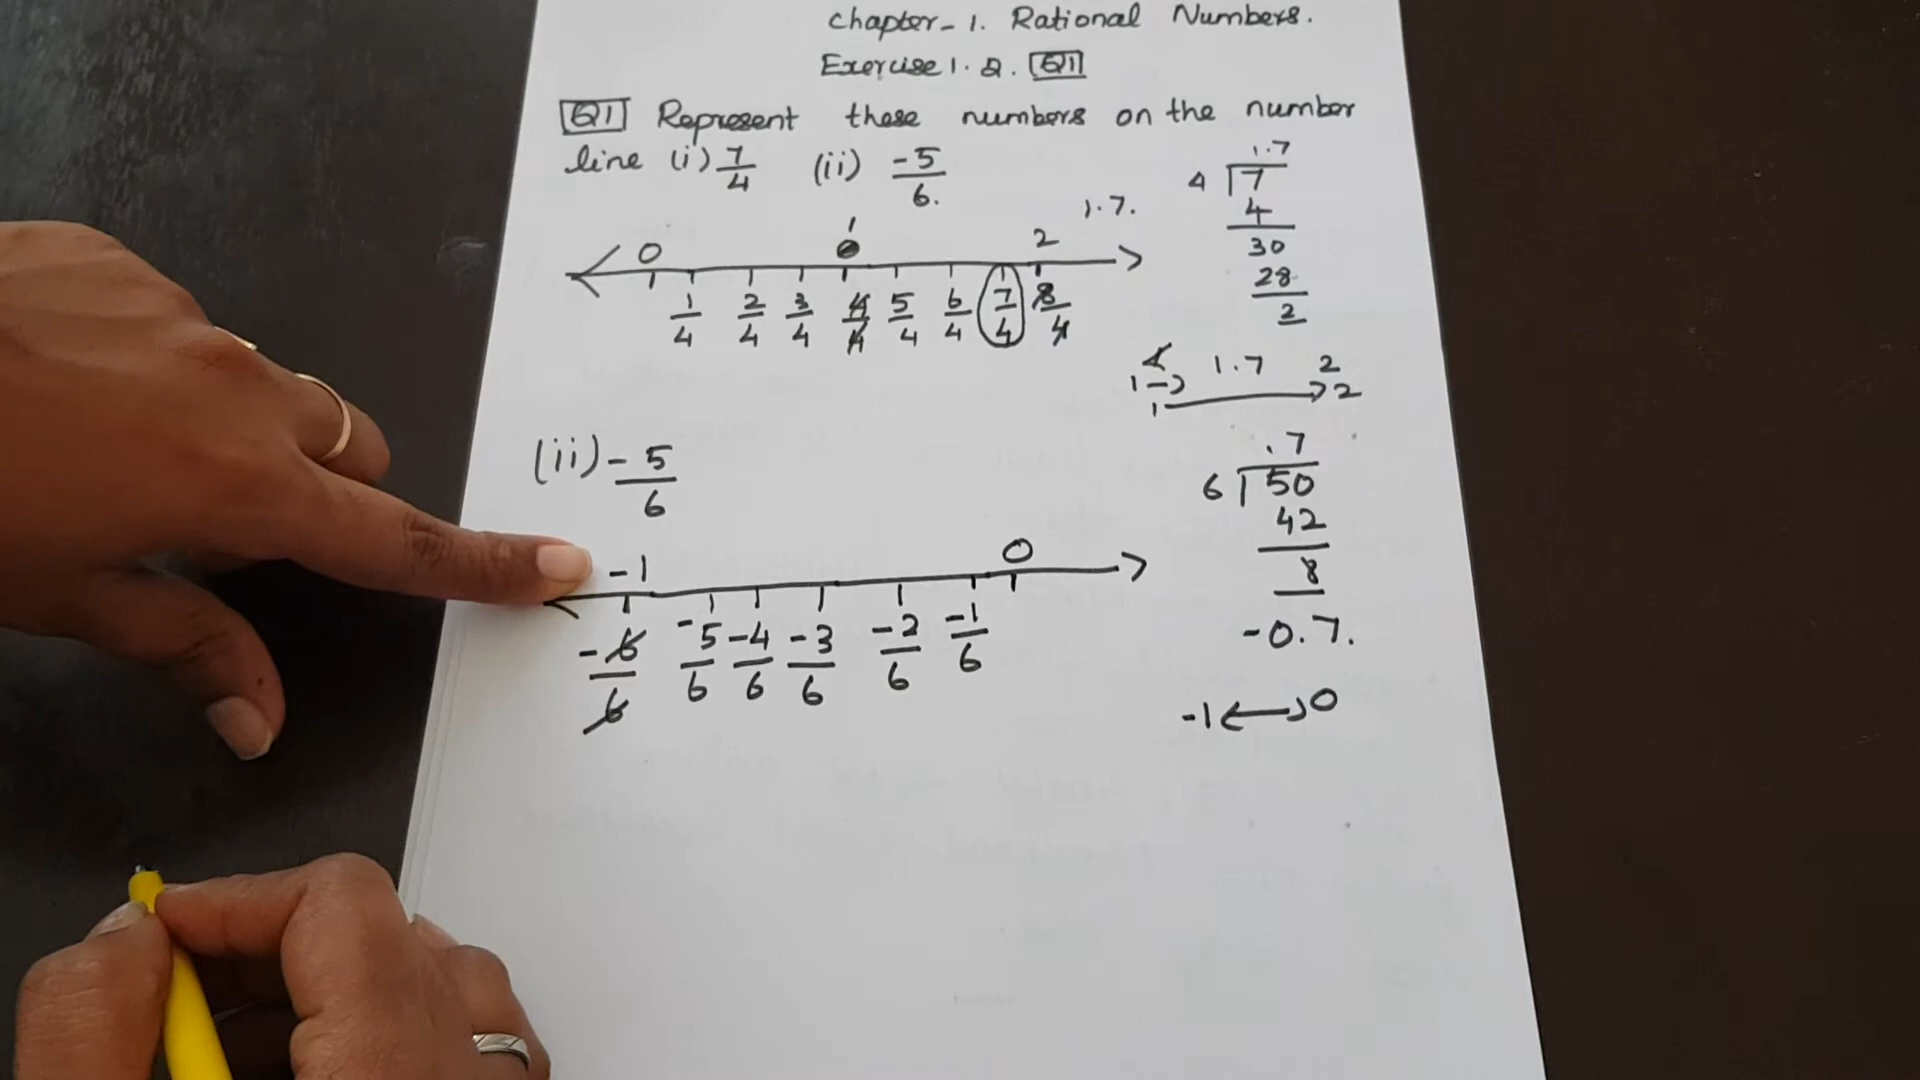 Chapter-1. Rational Numbers.
Exercise 1.2. Q1
Q1 Represent these numbers on the number
line (i) 7/4 (ii) -5/6.
1.7
4 7
4
30
28
2
1.7.
0 1 2
1/4 2/4 3/4 4/4 5/4 6/4 7/4 8/4
1.7 2
1 → 2
1
(ii) -5/6
.7
6 50
42
8
-0.7.
-1 0
-6/6 -5/6 -4/6 -3/6 -2/6 -1/6
-1 ↔ 0